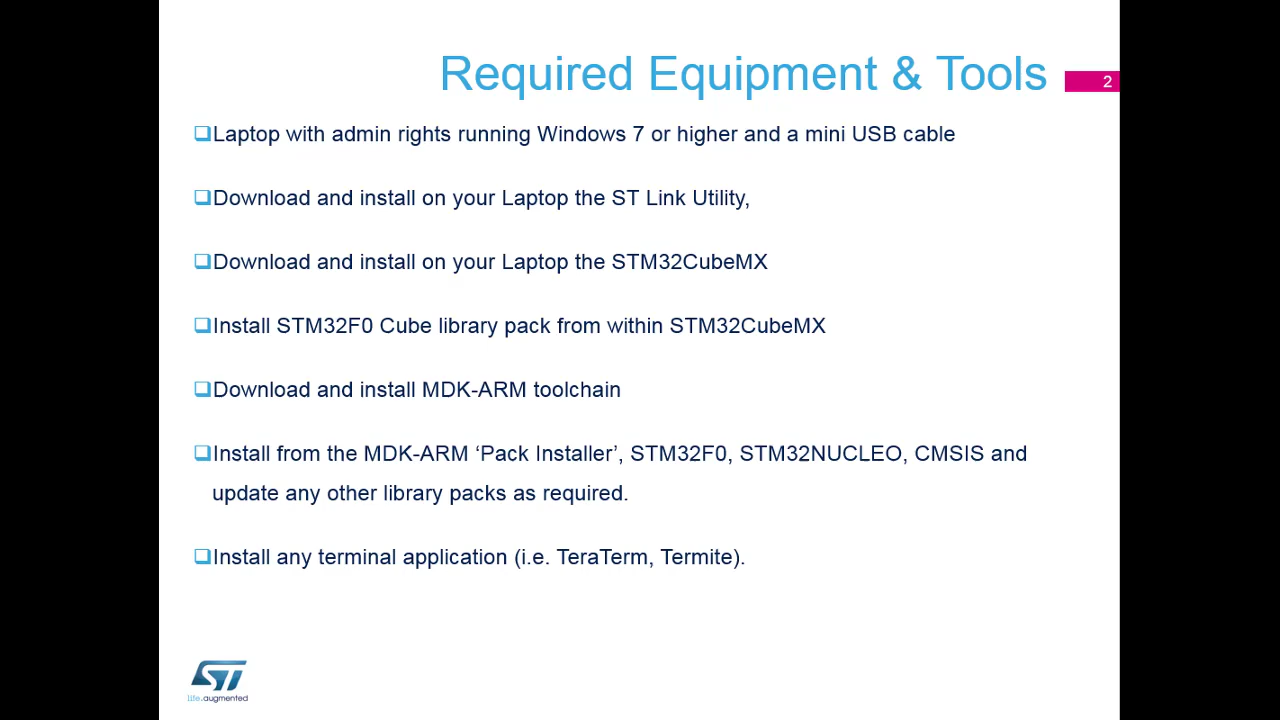 Required Equipment & Tools
2
❑Laptop with admin rights running Windows 7 or higher and a mini USB cable
❑Download and install on your Laptop the ST Link Utility,
❑Download and install on your Laptop the STM32CubeMX
❑Install STM32F0 Cube library pack from within STM32CubeMX
❑Download and install MDK-ARM toolchain
❑Install from the MDK-ARM ‘Pack Installer’, STM32F0, STM32NUCLEO, CMSIS and
update any other library packs as required.
❑Install any terminal application (i.e. TeraTerm, Termite).
ST
life.augmented